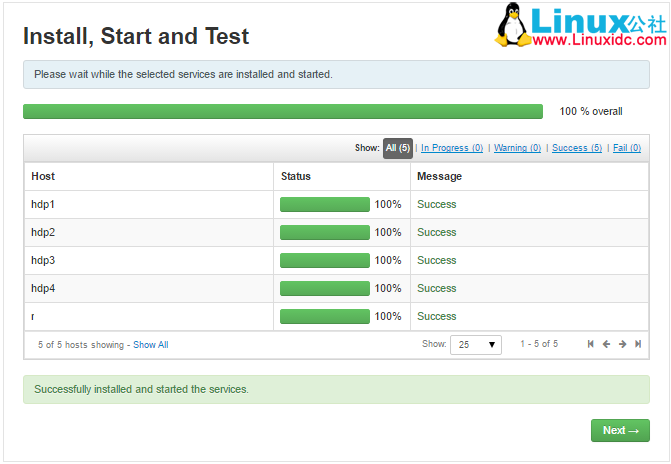 Linux公社
www.Linuxidc.com
Install, Start and Test
Please wait while the selected services are installed and started.
100 % overall
Show: All (5) | In Progress (0) | Warning (0) | Success (5) | Fail (0)
Host Status Message
hdp1 100% Success
hdp2 100% Success
hdp3 100% Success
hdp4 100% Success
r 100% Success
5 of 5 hosts showing - Show All Show: 25 1 - 5 of 5
Successfully installed and started the services.
Next →